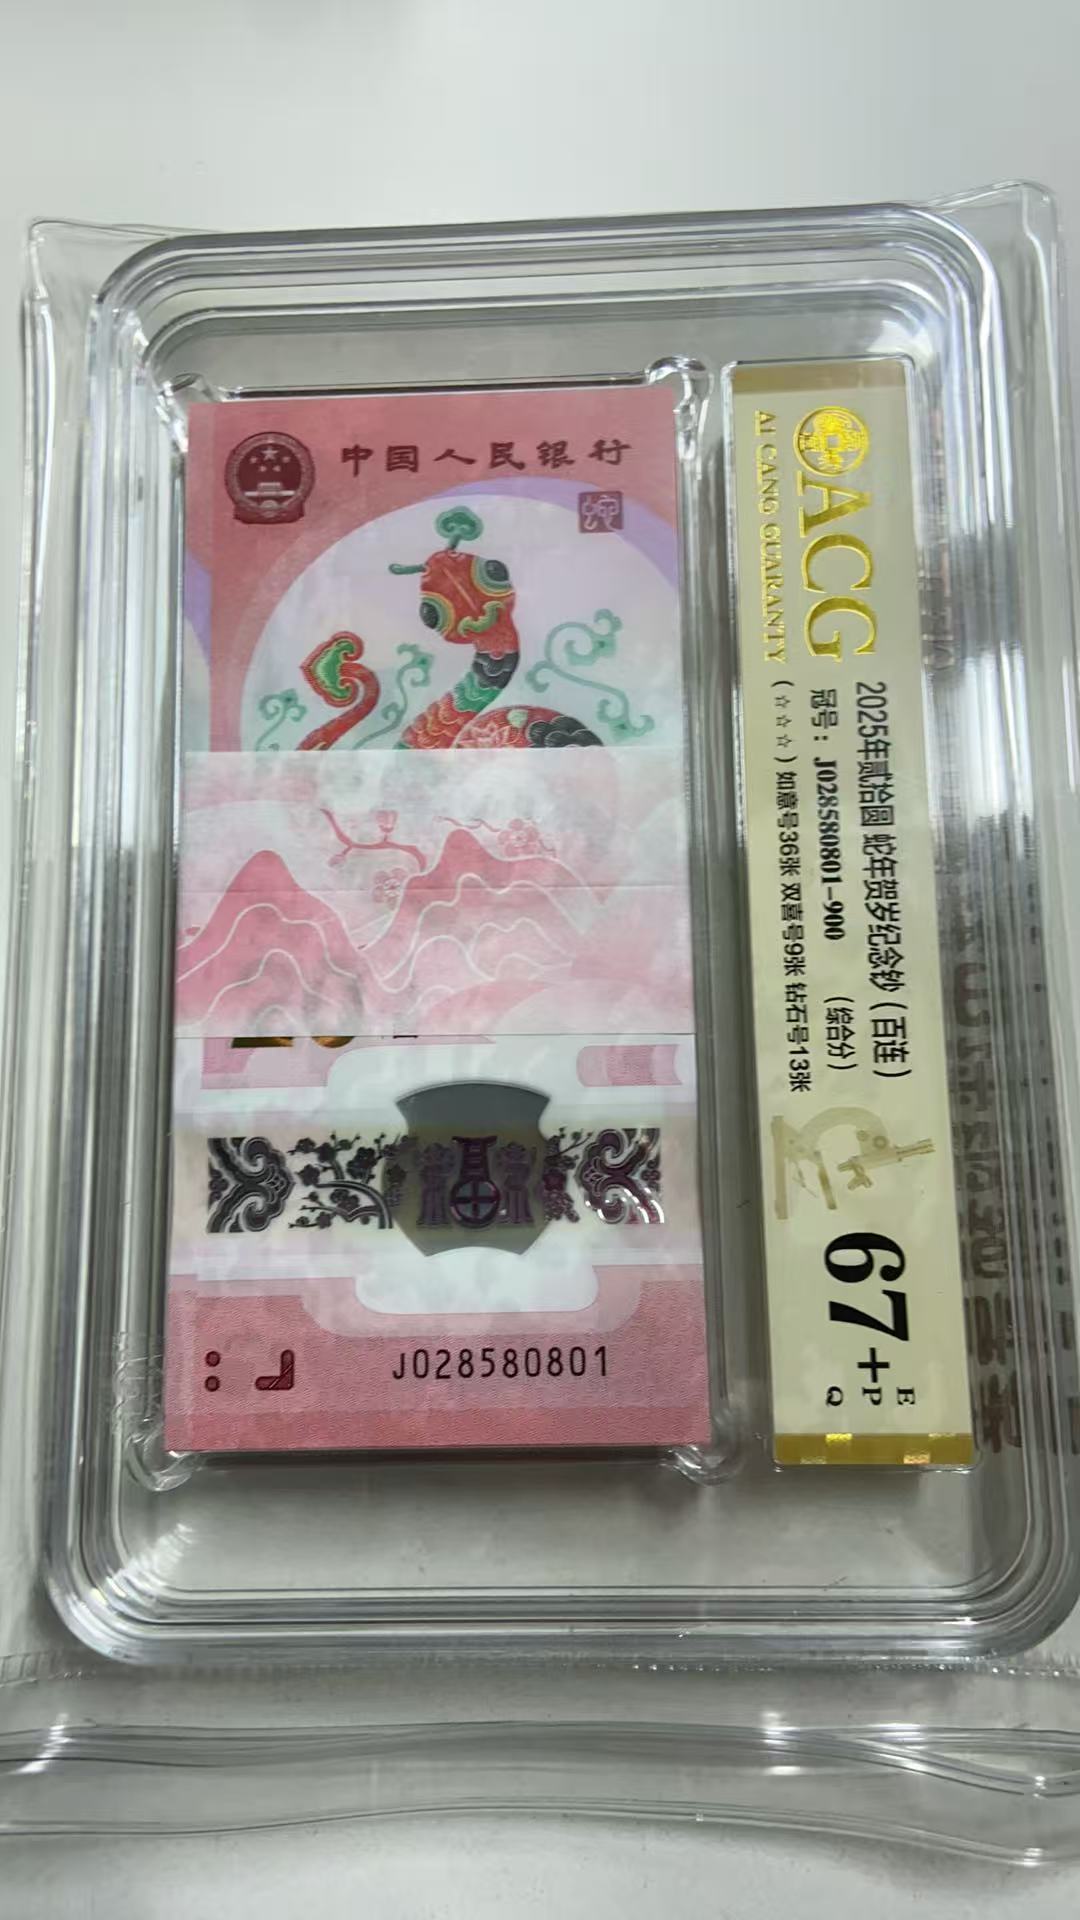 中国人民银行
蛇
J028580801
ACG
AI CANG GUARANTY
2025年贰拾圆 蛇年贺岁纪念钞（百连）
冠号：J028580801-900 （综合分）
（☆☆☆）如意号36张 双喜号9张 钻石号13张
67+
E
P
Q